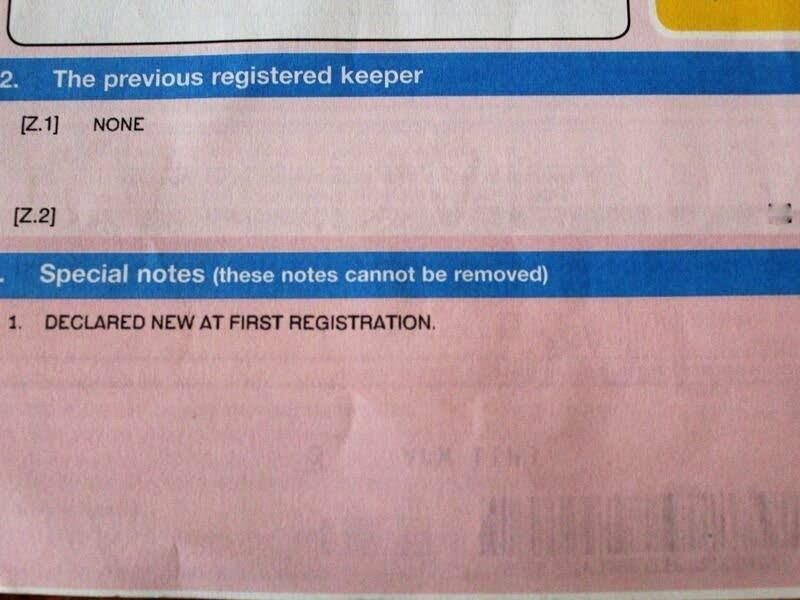 2. The previous registered keeper
[Z.1] NONE
[Z.2]
. Special notes (these notes cannot be removed)
1. DECLARED NEW AT FIRST REGISTRATION.